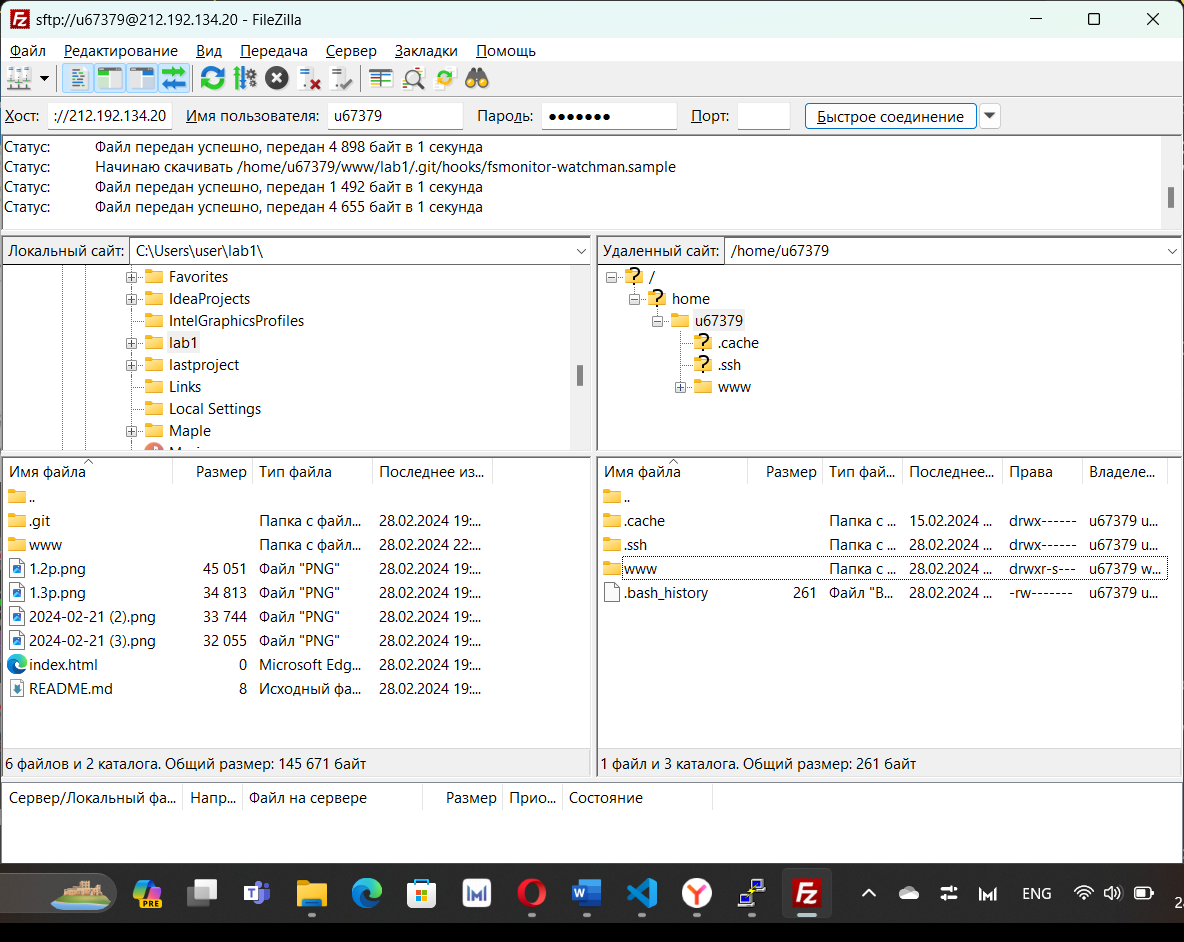 sftp://u67379@212.192.134.20 - FileZilla
Файл Редактирование Вид Передача Сервер Закладки Помощь
Хост: ://212.192.134.20 Имя пользователя: u67379 Пароль: ●●●●●●● Порт: Быстрое соединение
Статус: Файл передан успешно, передан 4 898 байт в 1 секунда
Статус: Начинаю скачивать /home/u67379/www/lab1/.git/hooks/fsmonitor-watchman.sample
Статус: Файл передан успешно, передан 1 492 байт в 1 секунда
Статус: Файл передан успешно, передан 4 655 байт в 1 секунда
Локальный сайт: C:\Users\user\lab1\
Favorites
IdeaProjects
IntelGraphicsProfiles
lab1
lastproject
Links
Local Settings
Maple
Имя файла Размер Тип файла Последнее из...
..
.git Папка с файл... 28.02.2024 19:...
www Папка с файл... 28.02.2024 22:...
1.2p.png 45 051 Файл "PNG" 28.02.2024 19:...
1.3p.png 34 813 Файл "PNG" 28.02.2024 19:...
2024-02-21 (2).png 33 744 Файл "PNG" 28.02.2024 19:...
2024-02-21 (3).png 32 055 Файл "PNG" 28.02.2024 19:...
index.html 0 Microsoft Edg... 28.02.2024 19:...
README.md 8 Исходный фа... 28.02.2024 19:...
6 файлов и 2 каталога. Общий размер: 145 671 байт
Удаленный сайт: /home/u67379
/
home
u67379
.cache
.ssh
www
Имя файла Размер Тип фай... Последнее... Права Владеле...
..
.cache Папка с ... 15.02.2024 ... drwx------ u67379 u...
.ssh Папка с ... 28.02.2024 ... drwx------ u67379 u...
www Папка с ... 28.02.2024 ... drwxr-s--- u67379 w...
.bash_history 261 Файл "B... 28.02.2024 ... -rw------- u67379 u...
1 файл и 3 каталога. Общий размер: 261 байт
Сервер/Локальный фа... Напр... Файл на сервере Размер Прио... Состояние
PRE
ENG